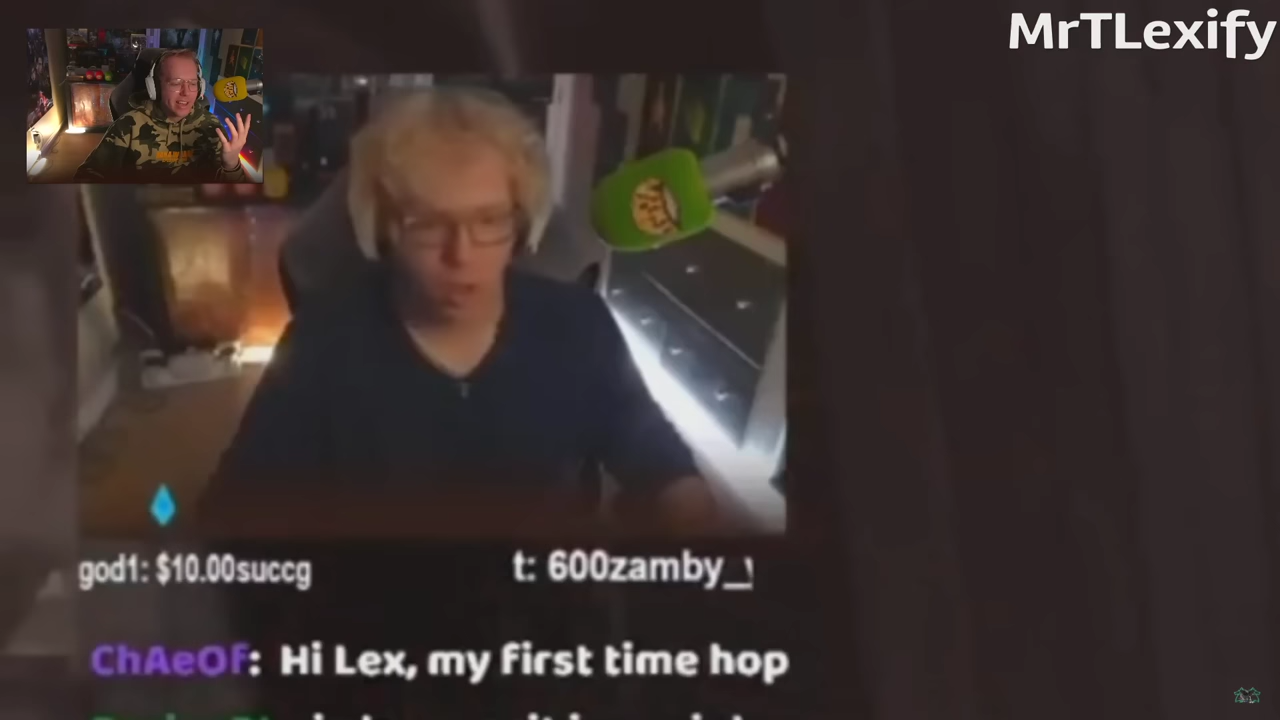 MrTLexify
god1: $10.00succg
t: 600zamby_
ChAeOf: Hi Lex, my first time hop